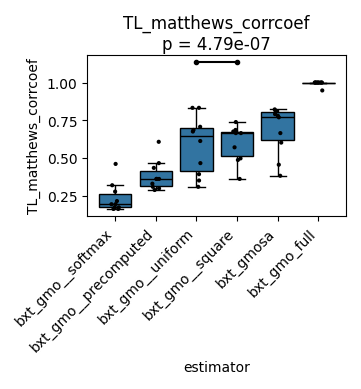 TL_matthews_corrcoef
p = 4.79e-07
TL_matthews_corrcoef
1.00
0.75
0.50
0.25
bxt_gmo__softmax
bxt_gmo__precomputed
bxt_gmo__uniform
bxt_gmo__square
bxt_gmosa
bxt_gmo_full
estimator